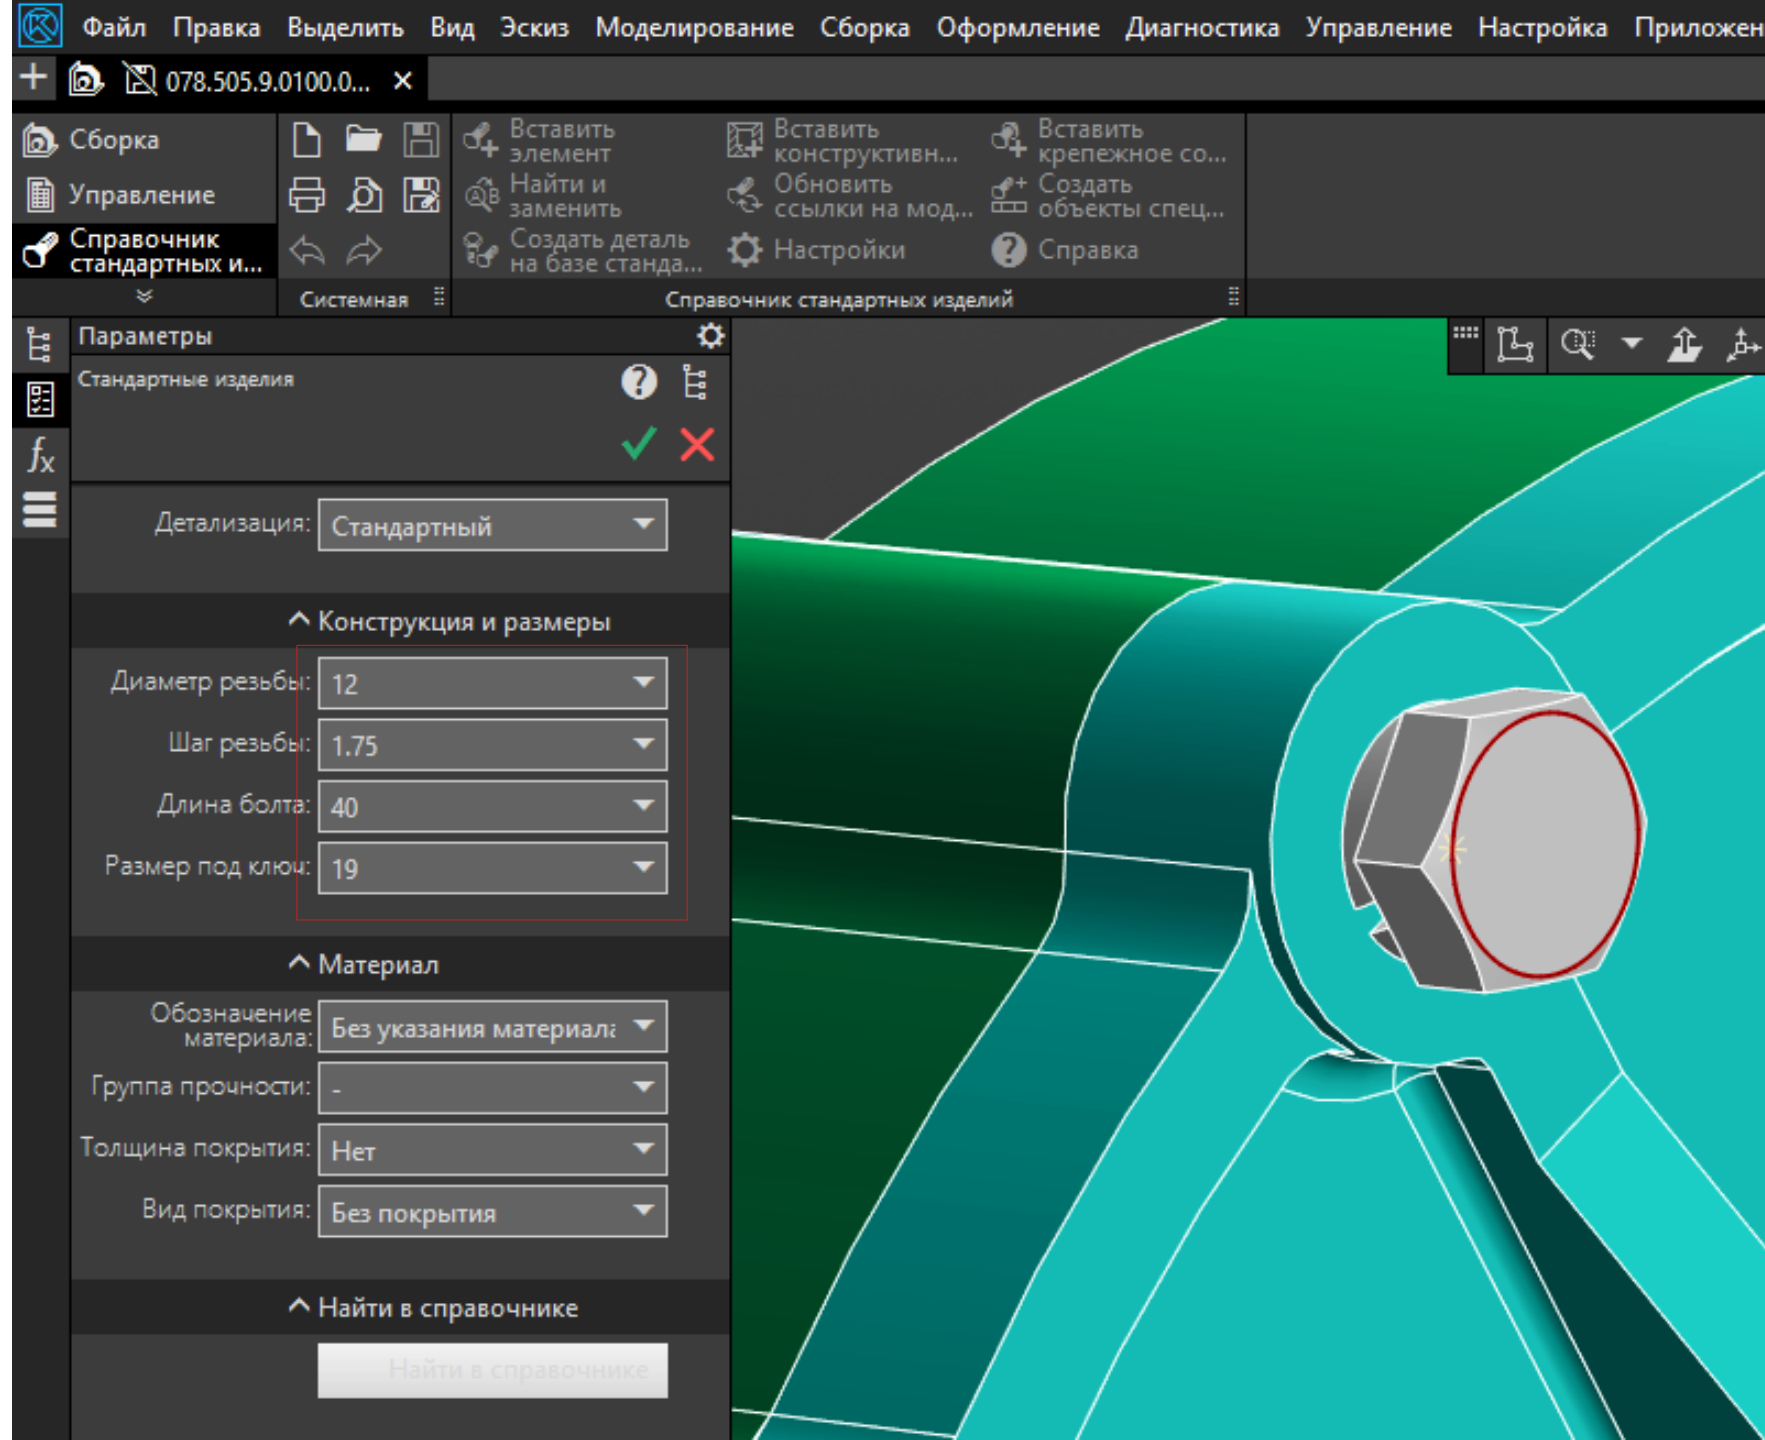 Файл Правка Выделить Вид Эскиз Моделирование Сборка Оформление Диагностика Управление Настройка Приложен
078.505.9.0100.0...
Сборка
Управление
Справочник
стандартных и...
Системная
Вставить
элемент
Найти и
заменить
Создать деталь
на базе станда...
Вставить
конструктивн...
Обновить
ссылки на мод...
Настройки
Вставить
крепежное со...
Создать
объекты спец...
Справка
Справочник стандартных изделий
Параметры
Стандартные изделия
Детализация: Стандартный
Конструкция и размеры
Диаметр резьбы: 12
Шаг резьбы: 1.75
Длина болта: 40
Размер под ключ: 19
Материал
Обозначение
материала: Без указания материала
Группа прочности: -
Толщина покрытия: Нет
Вид покрытия: Без покрытия
Найти в справочнике
Найти в справочнике